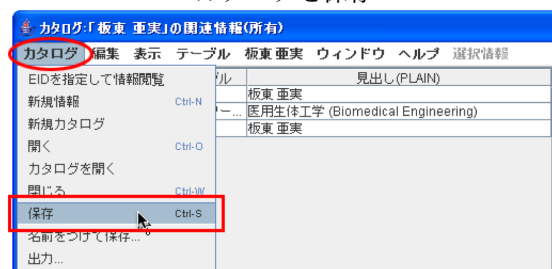 カタログ:「板東 亜実」の関連情報(所有)
カタログ 編集 表示 テーブル 板東 亜実 ウィンドウ ヘルプ 選択情報
EIDを指定して情報閲覧
新規情報 Ctrl-N
新規カタログ
開く Ctrl-O
カタログを開く
閉じる Ctrl-W
保存 Ctrl-S
名前をつけて保存...
出力...
ル 見出し(PLAIN)
板東 亜実
ー... 医用生体工学 (Biomedical Engineering)
板東 亜実